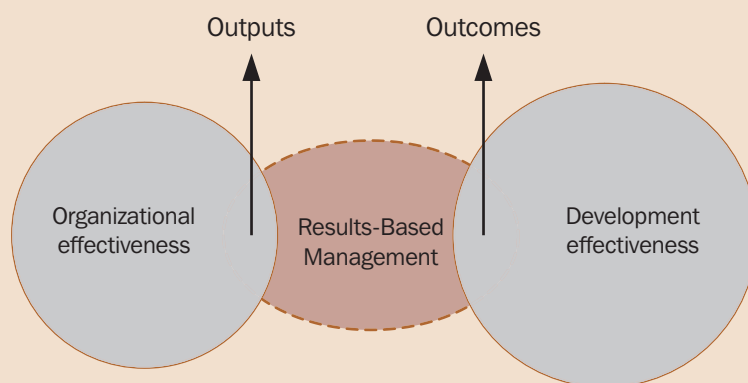 Outputs
Outcomes
Organizational
effectiveness
Results-Based
Management
Development
effectiveness